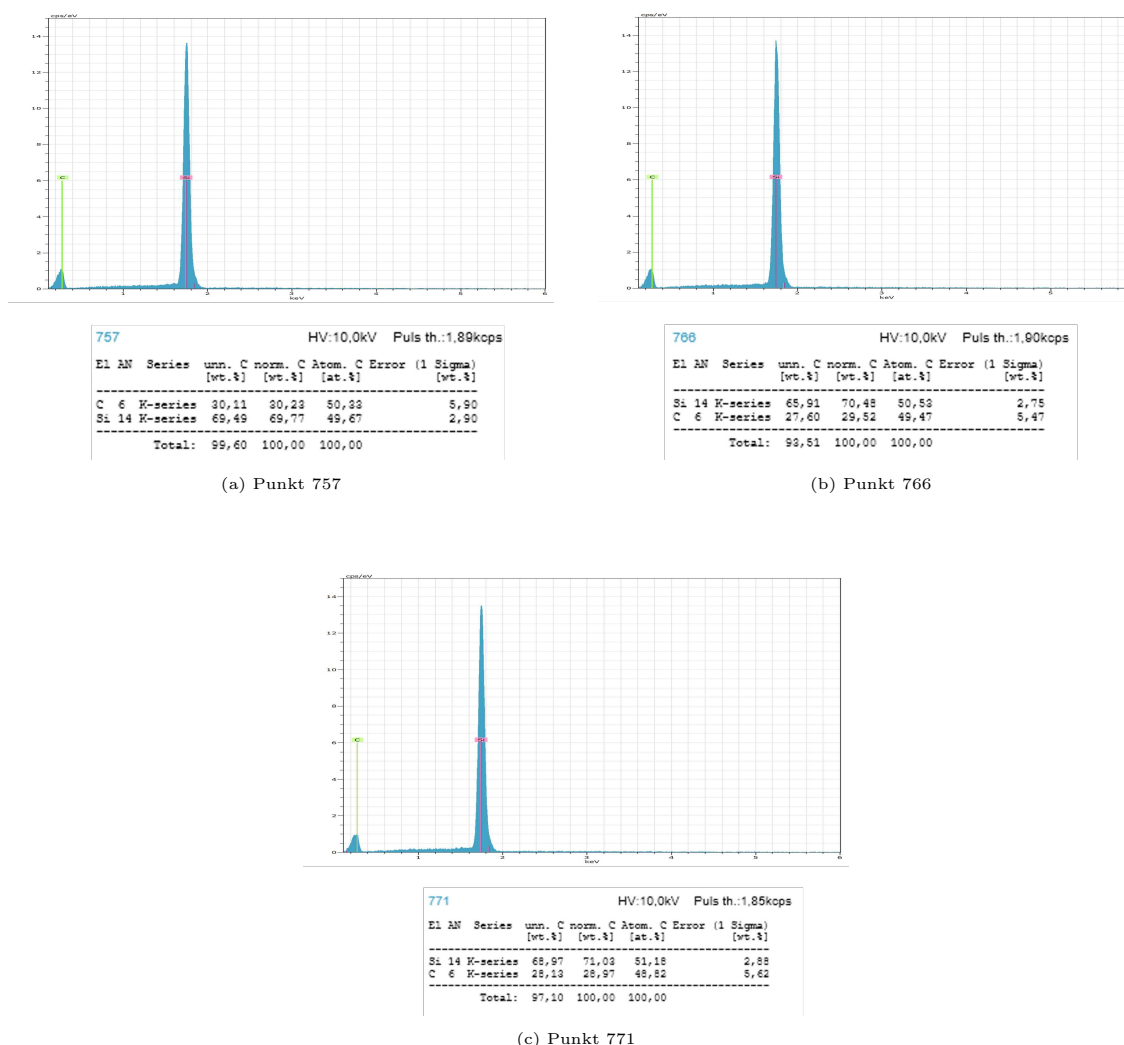 cps/eV
14
12
10
8
6
4
2
0
C
Si
1
2
3
4
5
6
keV
757 HV:10,0kV Puls th.:1,89kcps
El AN Series unn. C norm. C Atom. C Error (1 Sigma)
[wt.%] [wt.%] [at.%] [wt.%]
C 6 K-series 30,11 30,23 50,33 5,90
Si 14 K-series 69,49 69,77 49,67 2,90
Total: 99,60 100,00 100,00
(a) Punkt 757
cps/eV
14
12
10
8
6
4
2
0
C
Si
1
2
3
4
5
keV
766 HV:10,0kV Puls th.:1,90kcps
El AN Series unn. C norm. C Atom. C Error (1 Sigma)
[wt.%] [wt.%] [at.%] [wt.%]
Si 14 K-series 65,91 70,48 50,53 2,75
C 6 K-series 27,60 29,52 49,47 5,47
Total: 93,51 100,00 100,00
(b) Punkt 766
cps/eV
14
12
10
8
6
4
2
0
C
Si
1
2
3
4
5
6
keV
771 HV:10,0kV Puls th.:1,85kcps
El AN Series unn. C norm. C Atom. C Error (1 Sigma)
[wt.%] [wt.%] [at.%] [wt.%]
Si 14 K-series 68,97 71,03 51,18 2,88
C 6 K-series 28,13 28,97 48,82 5,62
Total: 97,10 100,00 100,00
(c) Punkt 771